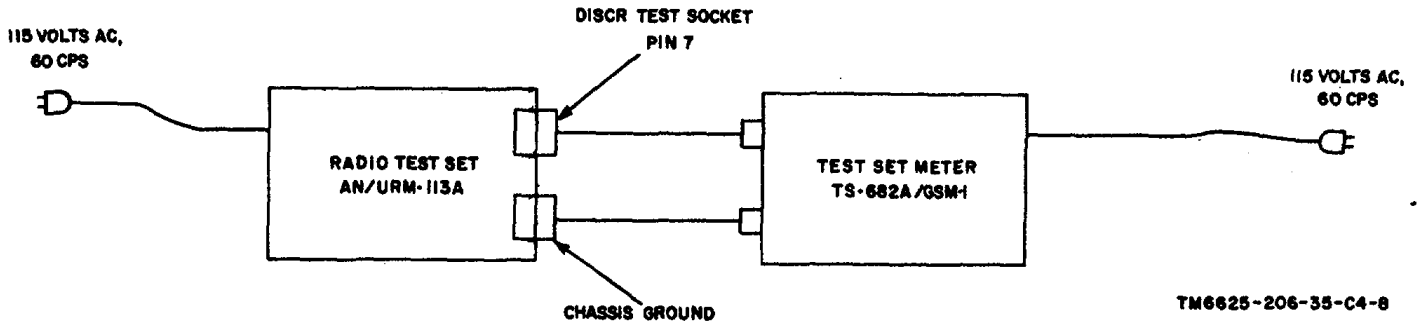 DISCR TEST SOCKET
PIN 7
115 VOLTS AC,
60 CPS
115 VOLTS AC,
60 CPS
RADIO TEST SET
AN/URM-113A
TEST SET METER
TS-682A/GSM-1
CHASSIS GROUND
TM6625-206-35-C4-8